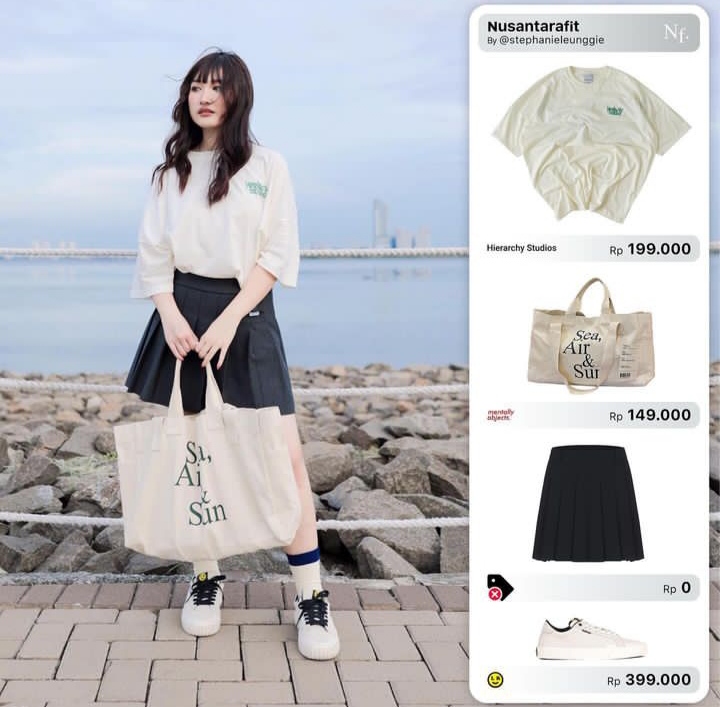 Nusantarafit
By @stephanieleunggie
Nf.
Hierarchy Studios
Rp 199.000
Sea,
Air
&
Sun
mentally
objects.
Rp 149.000
Rp 0
Rp 399.000
Sea,
Ai
&
Sun